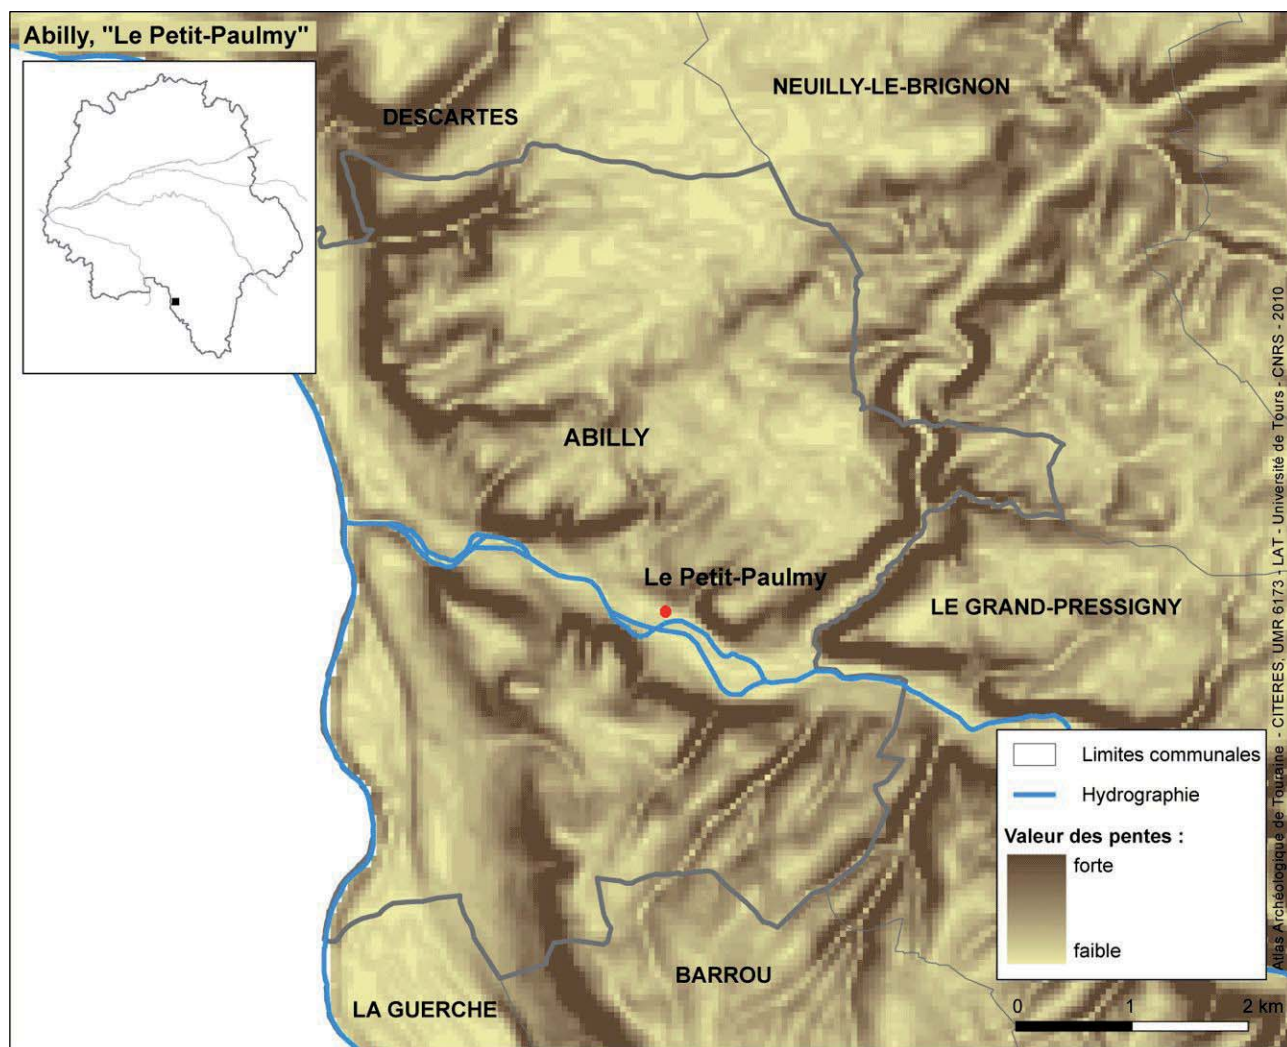 Abilly, "Le Petit-Paulmy"
NEUILLY-LE-BRIGNON
DESCARTES
ABILLY
Le Petit-Paulmy
LE GRAND-PRESSIGNY
BARROU
LA GUERCHE
Limites communales
Hydrographie
Valeur des pentes :
forte
faible
0 1 2 km
Atlas Archéologique de Touraine - CITERES, UMR 6173 - LAT - Université de Tours - CNRS - 2010